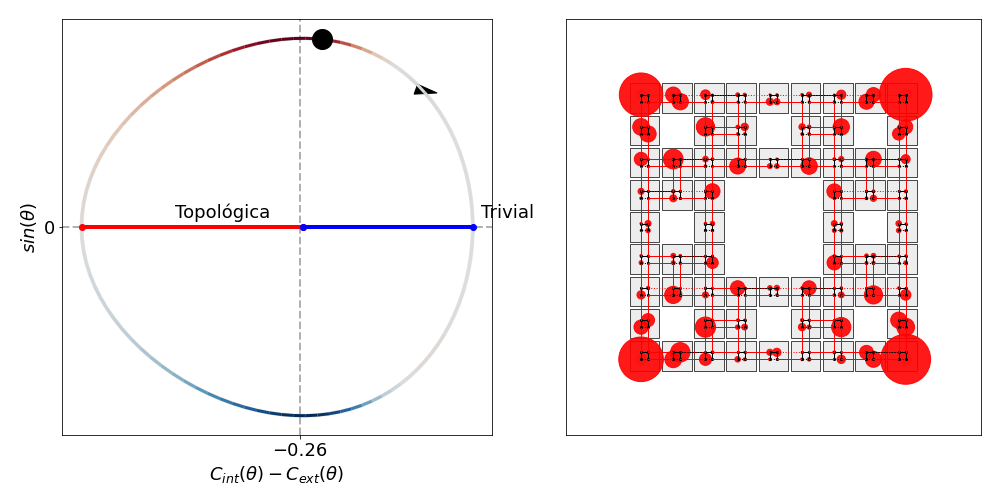 Topológica
Trivial
sin(θ)
0
−0.26
C_int(θ) − C_ext(θ)